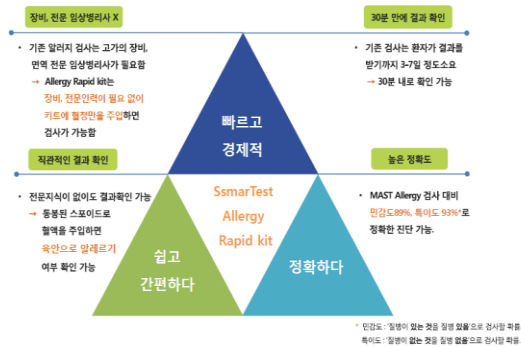 장비, 전문 임상병리사 X
• 기존 알러지 검사는 고가의 장비,
면역 전문 임상병리사가 필요함
→ Allergy Rapid kit는
장비, 전문인력이 필요 없이
키트에 혈청만을 주입하면
검사가 가능함
30분 만에 결과 확인
• 기존 검사는 환자가 결과를
받기까지 3-7일 정도소요
→ 30분 내로 확인 가능
빠르고
경제적
직관적인 결과 확인
• 전문지식이 없이도 결과확인 가능
→ 동봉된 스포이드로
혈액을 주입하면
육안으로 알레르기
여부 확인 가능
SsmarTest
Allergy
Rapid kit
높은 정확도
• MAST Allergy 검사 대비
민감도89%, 특이도 93%*로
정확한 진단 가능.
쉽고
간편하다
정확하다
* 민감도 : '질병이 있는 것을 질병 있음'으로 검사할 확률
특이도 : '질병이 없는 것을 질병 없음'으로 검사할 확률.